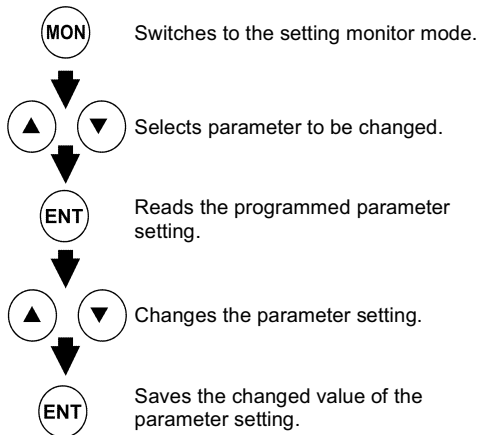 MON Switches to the setting monitor mode.
▲ ▼ Selects parameter to be changed.
ENT Reads the programmed parameter
setting.
▲ ▼ Changes the parameter setting.
ENT Saves the changed value of the
parameter setting.